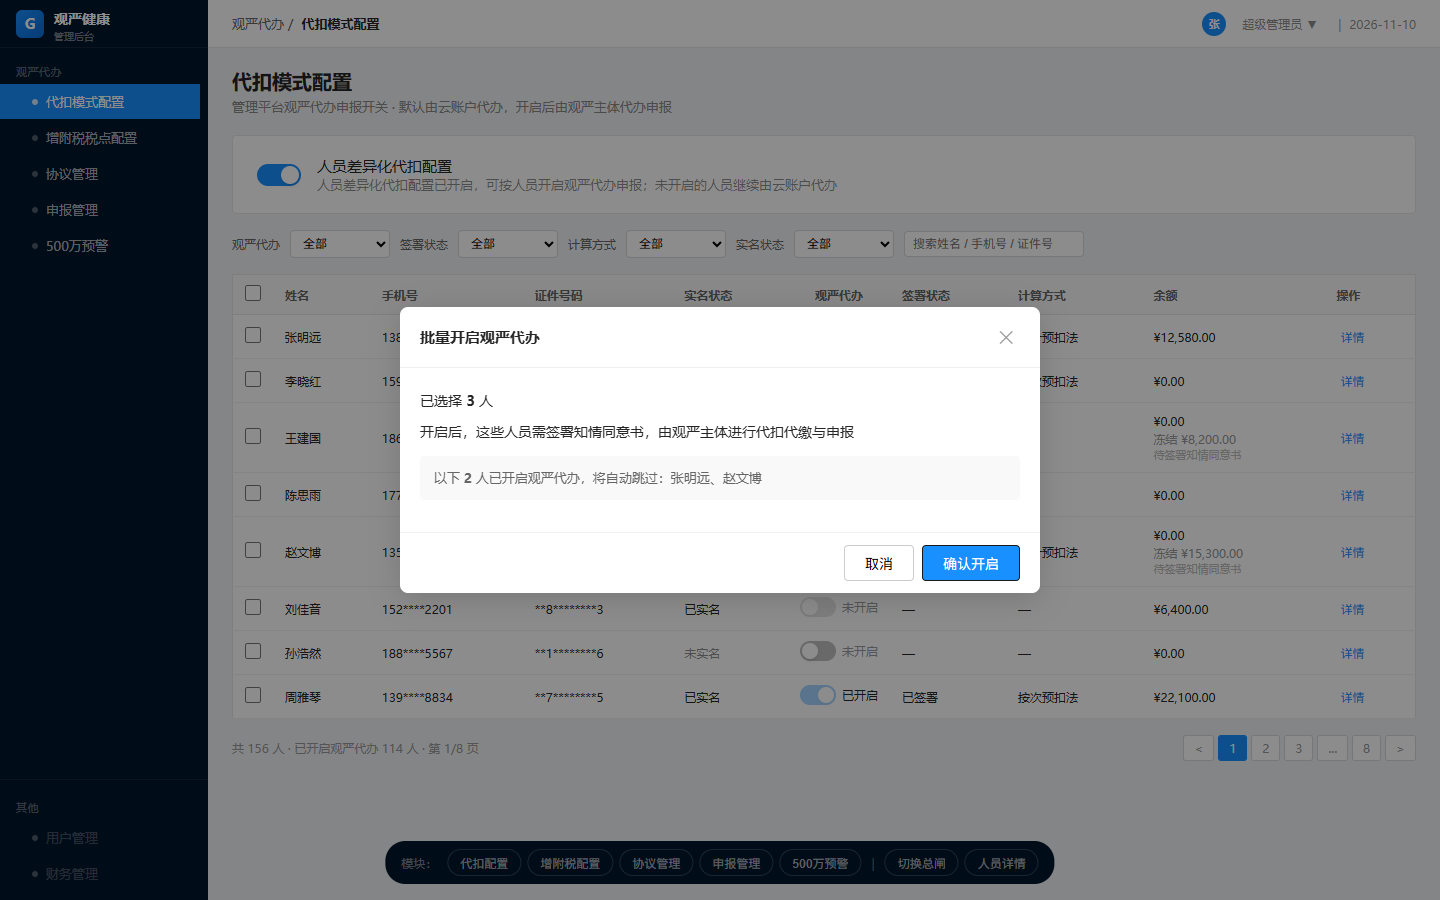 G 观严健康
管理后台
观严代办 / 代扣模式配置
张 超级管理员 ▼ | 2026-11-10
观严代办
代扣模式配置
增附税税点配置
协议管理
申报管理
500万预警
其他
用户管理
财务管理
代扣模式配置
管理平台观严代办申报开关 · 默认由云账户代办，开启后由观严主体代办申报
人员差异化代扣配置
人员差异化代扣配置已开启，可按人员开启观严代办申报；未开启的人员继续由云账户代办
观严代办 全部 签署状态 全部 计算方式 全部 实名状态 全部 搜索姓名 / 手机号 / 证件号
姓名 手机号 证件号码 实名状态 观严代办 签署状态 计算方式 余额 操作
张明远 138 预扣法 ¥12,580.00 详情
李晓红 159 预扣法 ¥0.00 详情
王建国 186 ¥0.00 详情
冻结 ¥8,200.00
待签署知情同意书
陈思雨 177 ¥0.00 详情
赵文博 135 预扣法 ¥0.00 详情
冻结 ¥15,300.00
待签署知情同意书
刘佳音 152****2201 **8********3 已实名 未开启 — — ¥6,400.00 详情
孙浩然 188****5567 **1********6 未实名 未开启 — — ¥0.00 详情
周雅琴 139****8834 **7********5 已实名 已开启 已签署 按次预扣法 ¥22,100.00 详情
共 156 人 · 已开启观严代办 114 人 · 第 1/8 页
< 1 2 3 ... 8 >
批量开启观严代办
已选择 3 人
开启后，这些人员需签署知情同意书，由观严主体进行代扣代缴与申报
以下 2 人已开启观严代办，将自动跳过：张明远、赵文博
取消 确认开启
模块： 代扣配置 增附税配置 协议管理 申报管理 500万预警 | 切换总闸 人员详情